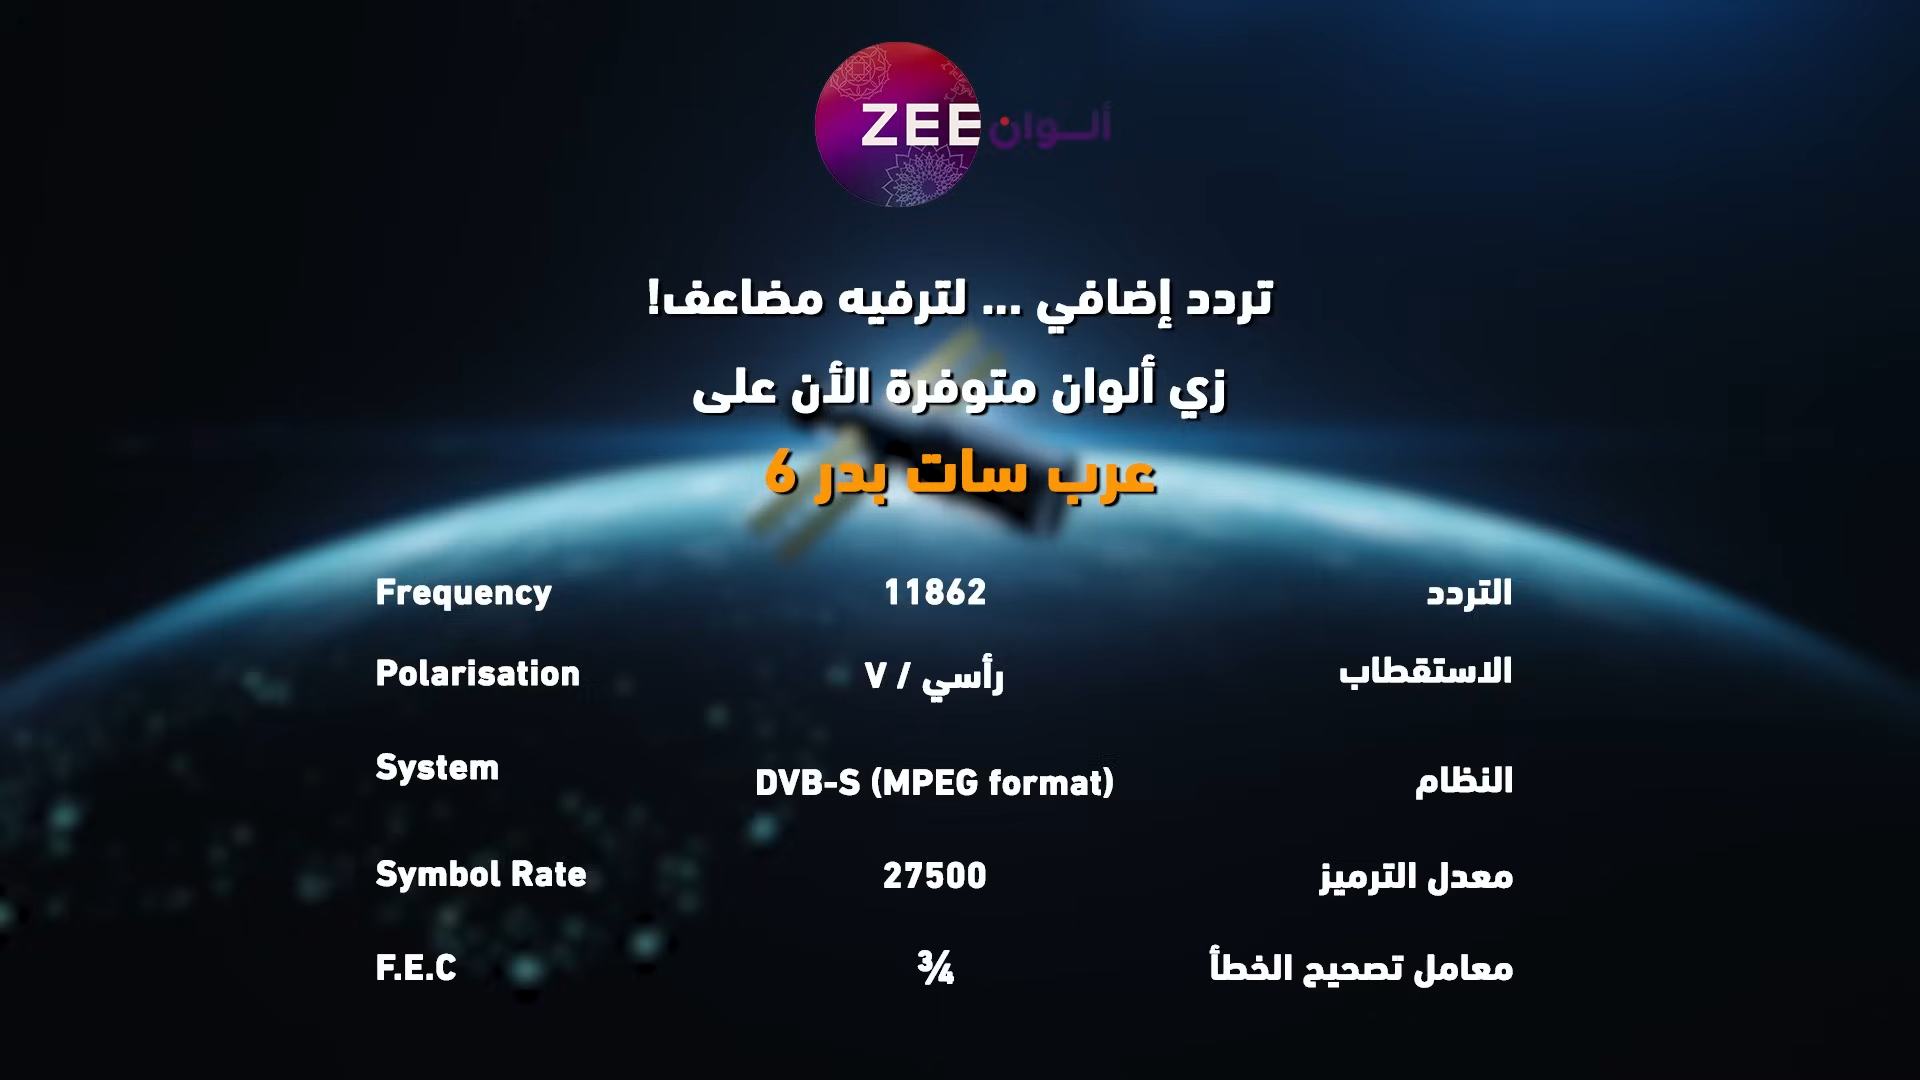 ZEE ألوان
تردد إضافي ... لترفيه مضاعف!
زي ألوان متوفرة الأن على
عرب سات بدر 6
Frequency 11862 التردد
Polarisation رأسي / V الاستقطاب
System DVB-S (MPEG format) النظام
Symbol Rate 27500 معدل الترميز
F.E.C ¾ معامل تصحيح الخطأ